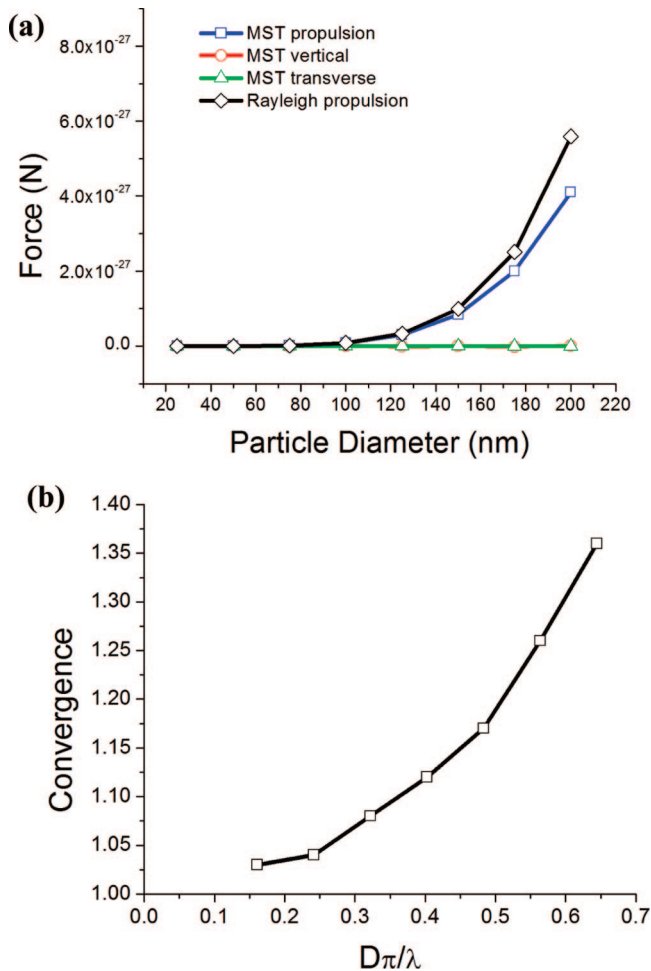 (a)
8.0x10⁻²⁷
6.0x10⁻²⁷
4.0x10⁻²⁷
2.0x10⁻²⁷
0.0
Force (N)
MST propulsion
MST vertical
MST transverse
Rayleigh propulsion
20 40 60 80 100 120 140 160 180 200 220
Particle Diameter (nm)
(b)
1.40
1.35
1.30
1.25
1.20
1.15
1.10
1.05
1.00
Convergence
0.0 0.1 0.2 0.3 0.4 0.5 0.6 0.7
Dπ/λ